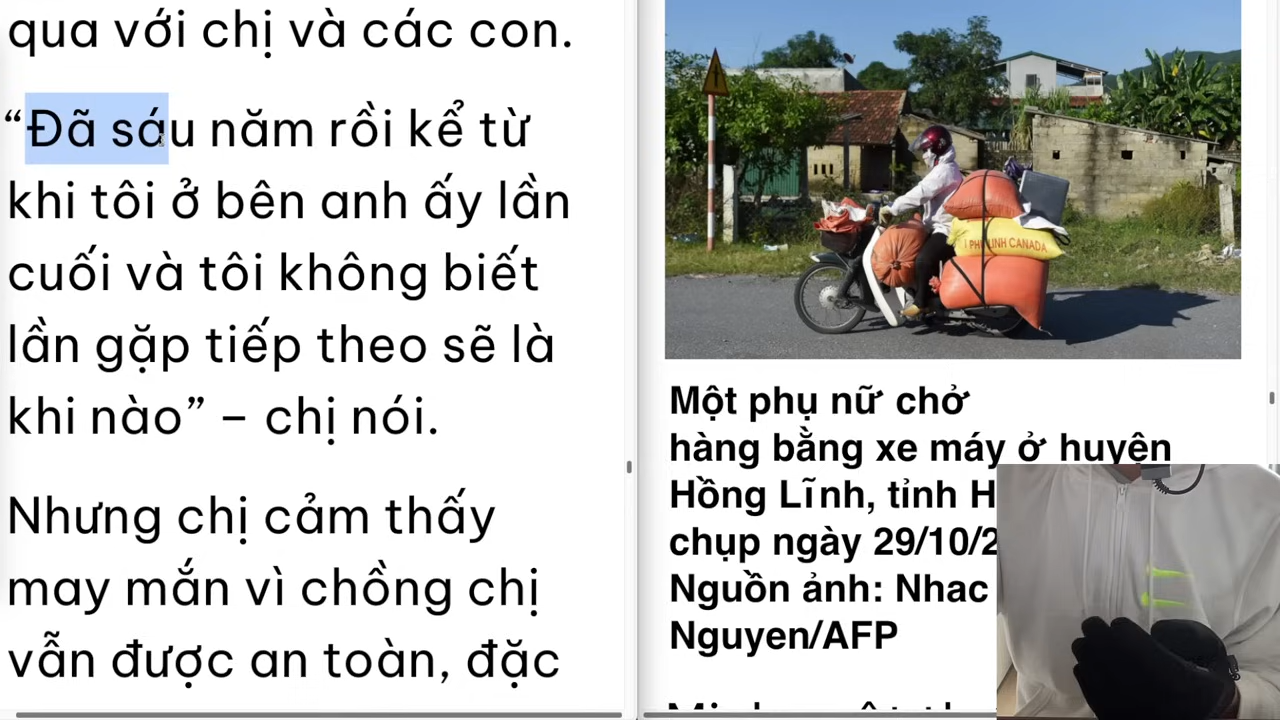 qua với chị và các con.
“Đã sáu năm rồi kể từ
khi tôi ở bên anh ấy lần
cuối và tôi không biết
lần gặp tiếp theo sẽ là
khi nào” – chị nói.
Nhưng chị cảm thấy
may mắn vì chồng chị
vẫn được an toàn, đặc
LINH CANADA
Một phụ nữ chở
hàng bằng xe máy ở huyện
Hồng Lĩnh, tỉnh H
chụp ngày 29/10/2
Nguồn ảnh: Nhac
Nguyen/AFP